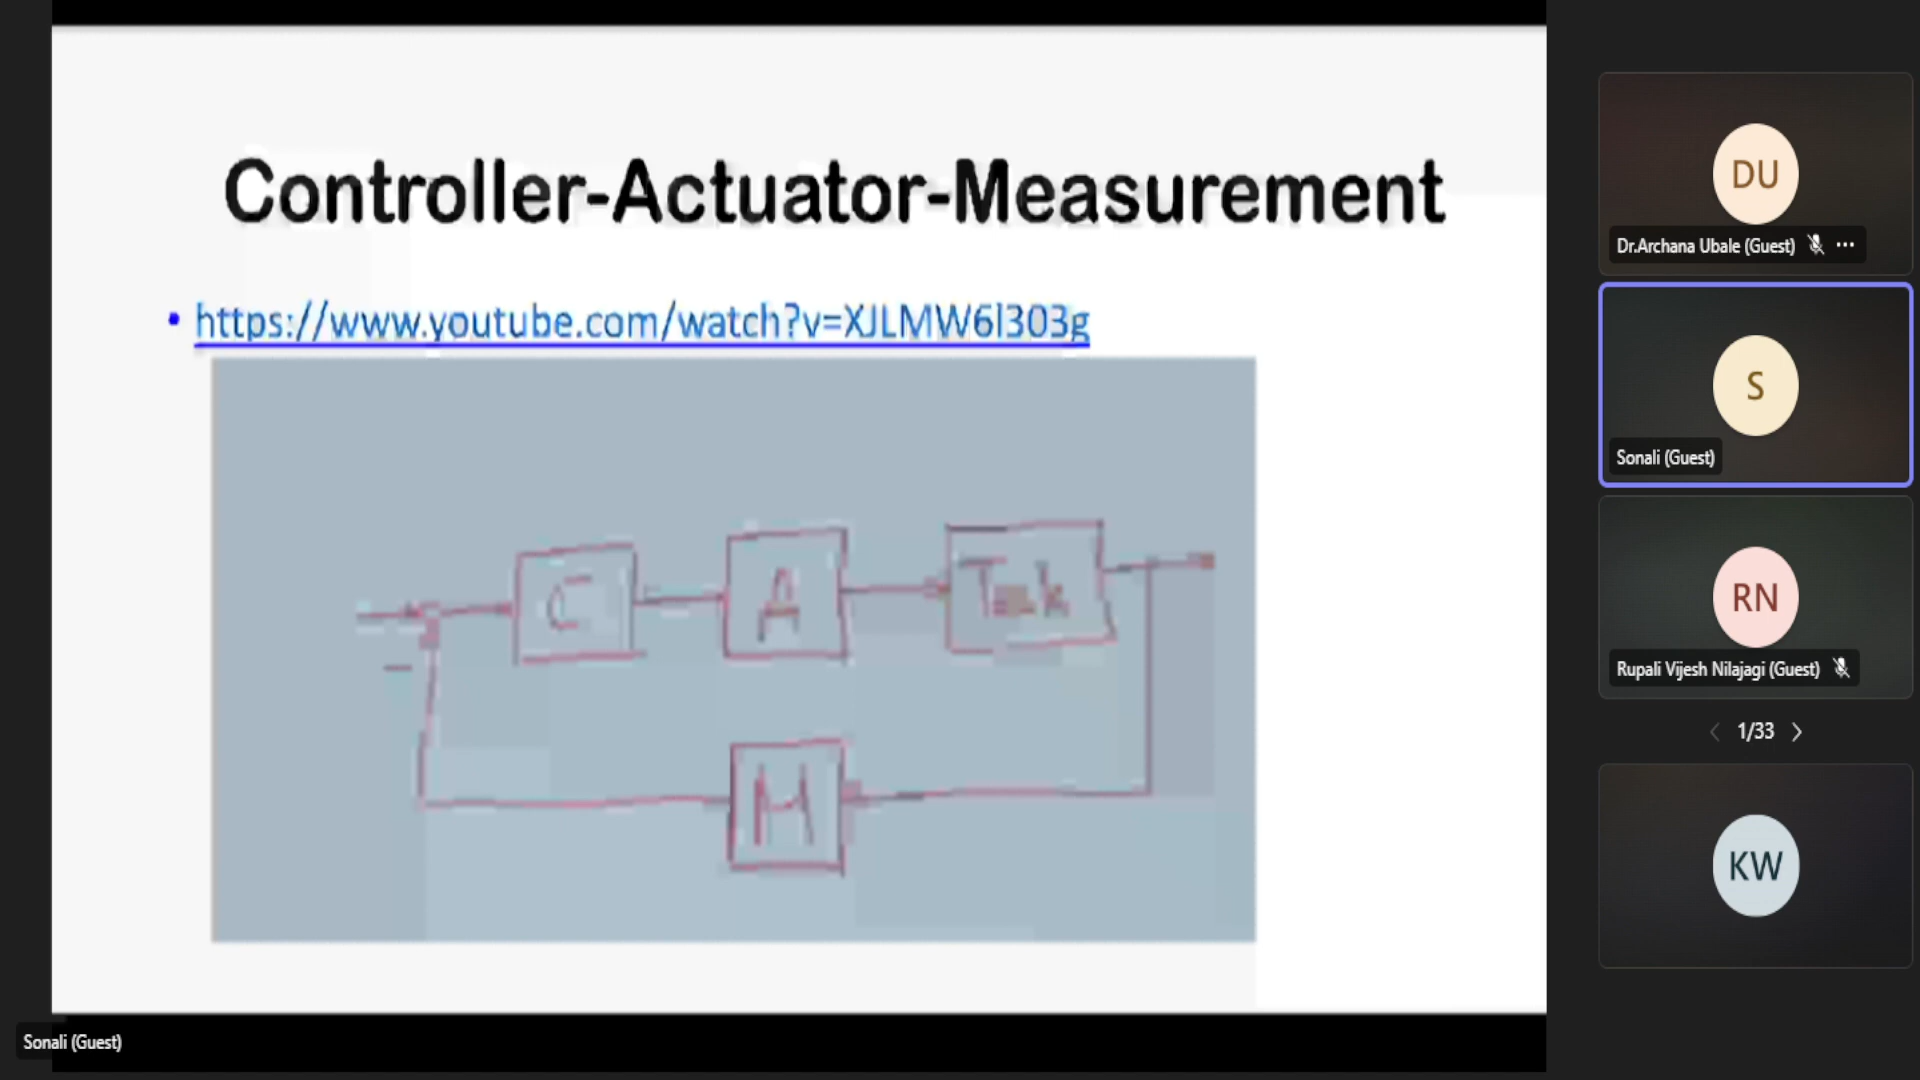 Controller-Actuator-Measurement
• https://www.youtube.com/watch?v=XJLMW6l303g
C
A
M
DU
Dr.Archana Ubale (Guest)
S
Sonali (Guest)
RN
Rupali Vijesh Nilajagi (Guest)
1/33
KW
Sonali (Guest)